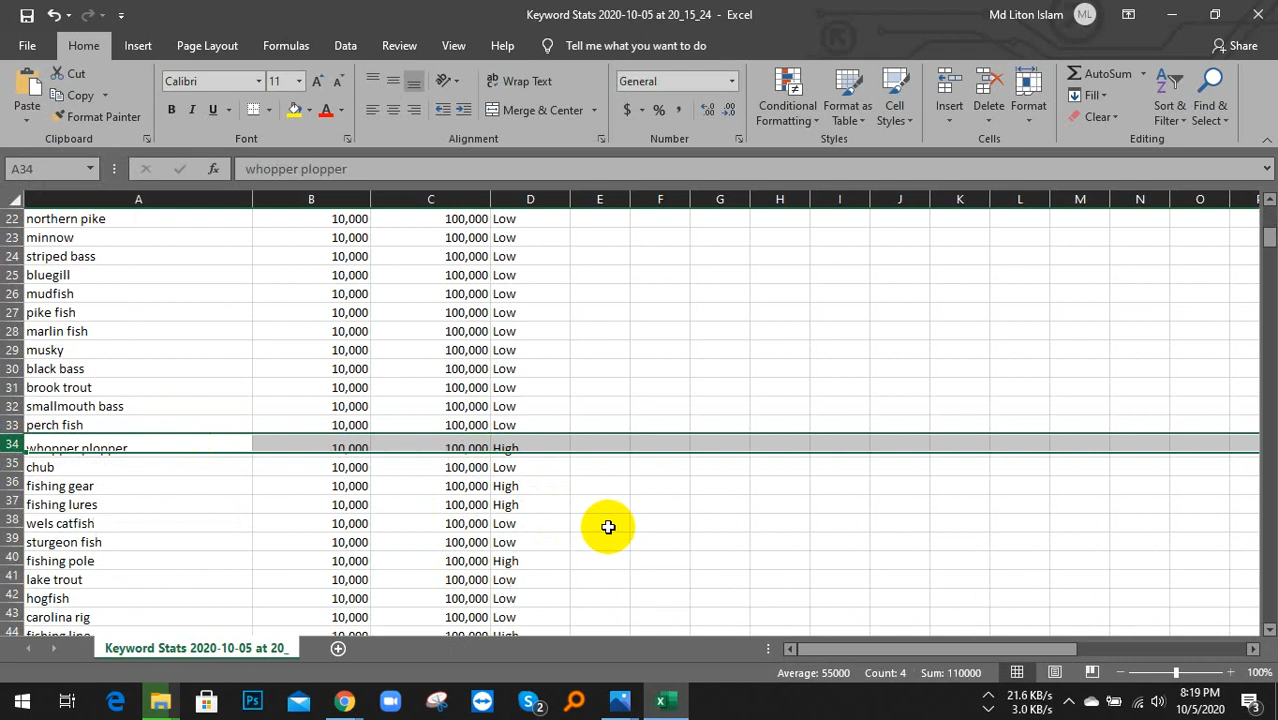 Keyword Stats 2020-10-05 at 20_15_24 - Excel
Md Liton Islam
ML
File
Home
Insert
Page Layout
Formulas
Data
Review
View
Help
Tell me what you want to do
Share
Paste
Cut
Copy
Format Painter
Clipboard
Calibri
11
B I U
Font
Wrap Text
Merge & Center
Alignment
General
$ % ,
Number
Conditional Formatting
Format as Table
Cell Styles
Styles
Insert
Delete
Format
Cells
AutoSum
Fill
Clear
Sort & Filter
Find & Select
Editing
A34
fx
whopper plopper
A B C D E F G H I J K L M N O
22 northern pike 10,000 100,000 Low
23 minnow 10,000 100,000 Low
24 striped bass 10,000 100,000 Low
25 bluegill 10,000 100,000 Low
26 mudfish 10,000 100,000 Low
27 pike fish 10,000 100,000 Low
28 marlin fish 10,000 100,000 Low
29 musky 10,000 100,000 Low
30 black bass 10,000 100,000 Low
31 brook trout 10,000 100,000 Low
32 smallmouth bass 10,000 100,000 Low
33 perch fish 10,000 100,000 Low
34 whopper plopper 10,000 100,000 High
35 chub 10,000 100,000 Low
36 fishing gear 10,000 100,000 High
37 fishing lures 10,000 100,000 High
38 wels catfish 10,000 100,000 Low
39 sturgeon fish 10,000 100,000 Low
40 fishing pole 10,000 100,000 High
41 lake trout 10,000 100,000 Low
42 hogfish 10,000 100,000 Low
43 carolina rig 10,000 100,000 Low
44 fishing line 10,000 100,000 High
Keyword Stats 2020-10-05 at 20_
Average: 55000 Count: 4 Sum: 110000
100%
21.6 KB/s
3.0 KB/s
8:19 PM
10/5/2020
2
3